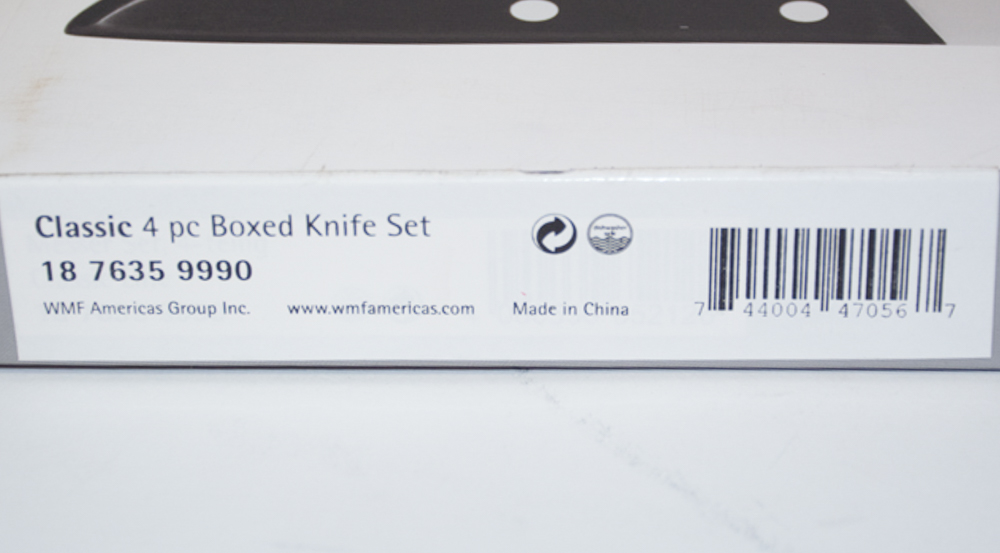 Classic 4 pc Boxed Knife Set
18 7635 9990
WMF Americas Group Inc. www.wmfamericas.com Made in China
7 44004 47056 7